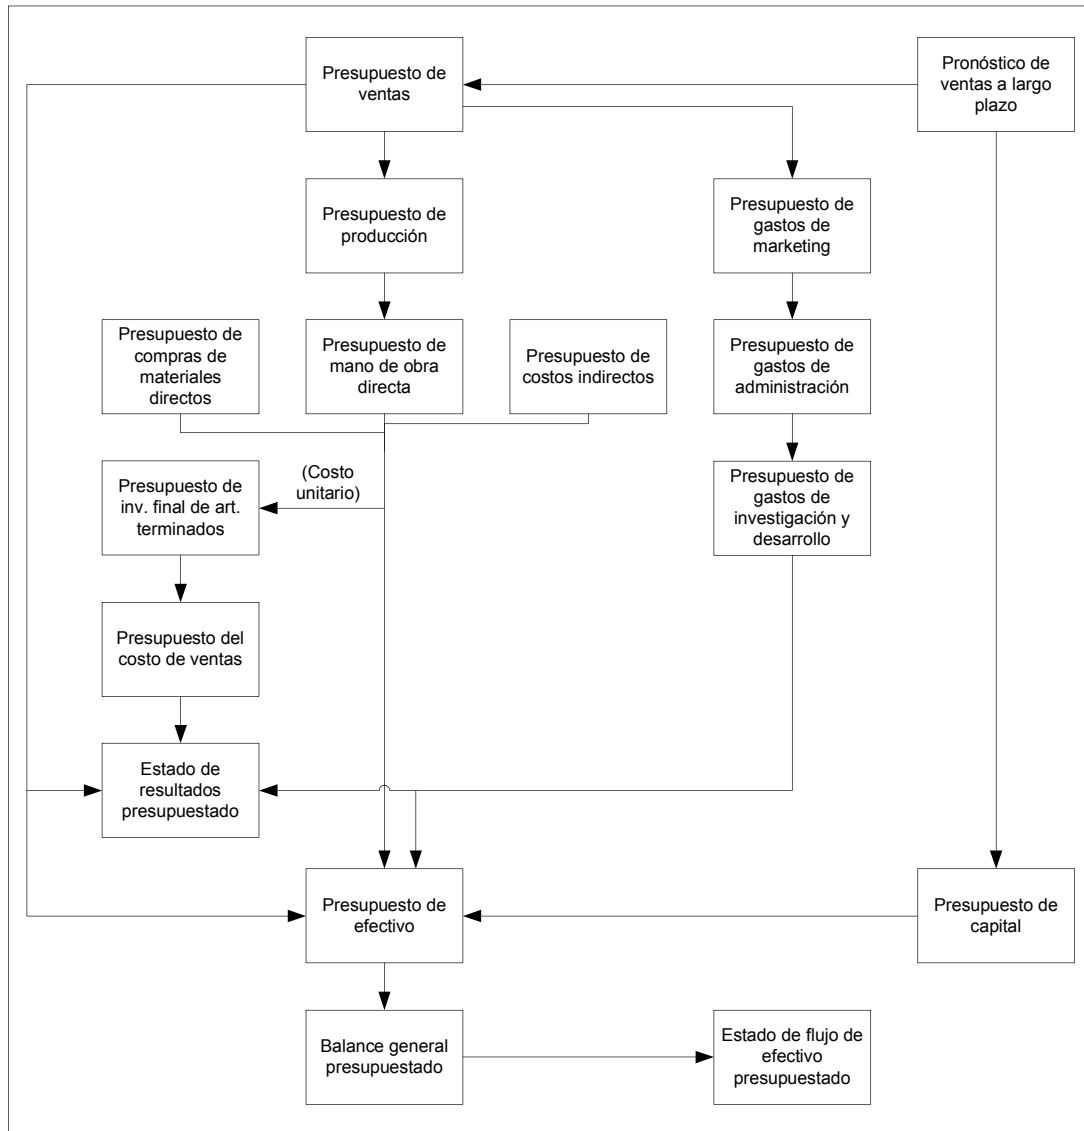 Presupuesto de
ventas
Pronóstico de
ventas a largo
plazo
Presupuesto de
producción
Presupuesto de
gastos de
marketing
Presupuesto de
compras de
materiales
directos
Presupuesto de
mano de obra
directa
Presupuesto de
costos indirectos
Presupuesto de
gastos de
administración
Presupuesto de
inv. final de art.
terminados
(Costo
unitario)
Presupuesto de
gastos de
investigación y
desarrollo
Presupuesto del
costo de ventas
Estado de
resultados
presupuestado
Presupuesto de
efectivo
Presupuesto de
capital
Balance general
presupuestado
Estado de flujo de
efectivo
presupuestado